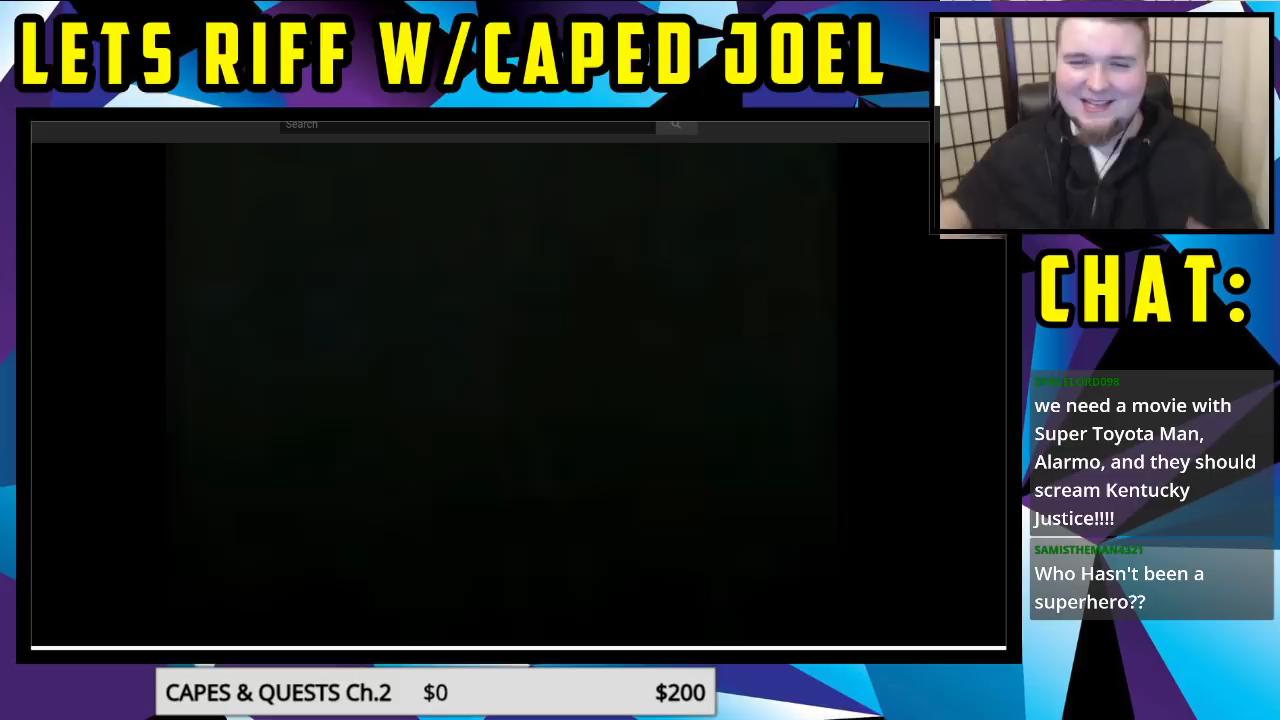 LETS RIFF W/CAPED JOEL
Search
CHAT:
we need a movie with
Super Toyota Man,
Alarmo, and they should
scream Kentucky
Justice!!!!
SAMISTHEMAN4321
Who Hasn't been a
superhero??
CAPES & QUESTS Ch.2 $0 $200